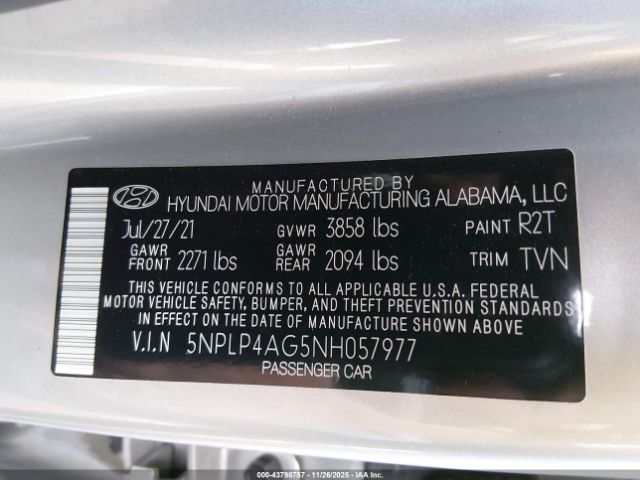 MANUFACTURED BY
HYUNDAI MOTOR MANUFACTURING ALABAMA, LLC
Jul/27/21 GVWR 3858 lbs PAINT R2T
GAWR FRONT 2271 lbs GAWR REAR 2094 lbs TRIM TVN
THIS VEHICLE CONFORMS TO ALL APPLICABLE U.S.A. FEDERAL
MOTOR VEHICLE SAFETY, BUMPER, AND THEFT PREVENTION STANDARDS
IN EFFECT ON THE DATE OF MANUFACTURE SHOWN ABOVE
V.I.N 5NPLP4AG5NH057977
PASSENGER CAR
000-43798757 - 11/26/2025 - IAAI.com